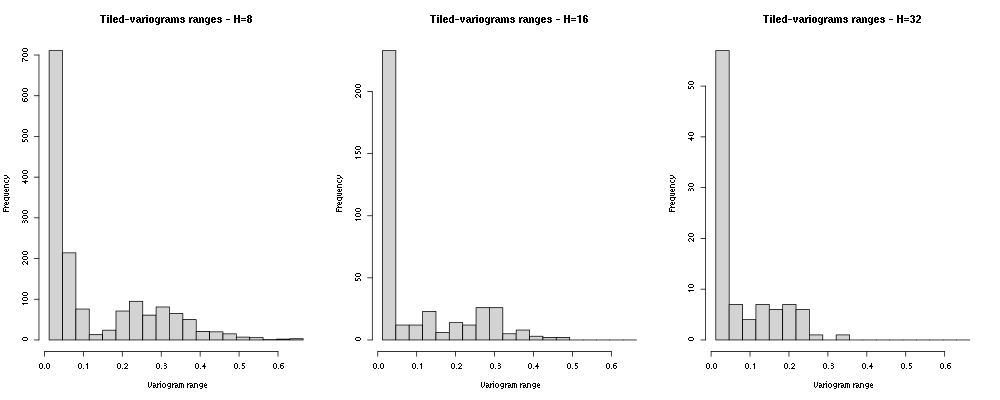 Tiled-variograms ranges - H=8
Tiled-variograms ranges - H=16
Tiled-variograms ranges - H=32
Frequency
0 100 200 300 400 500 600 700
0.0 0.1 0.2 0.3 0.4 0.5 0.6
Variogram range
Frequency
0 50 100 150 200
0.0 0.1 0.2 0.3 0.4 0.5 0.6
Variogram range
Frequency
0 10 20 30 40 50
0.0 0.1 0.2 0.3 0.4 0.5 0.6
Variogram range